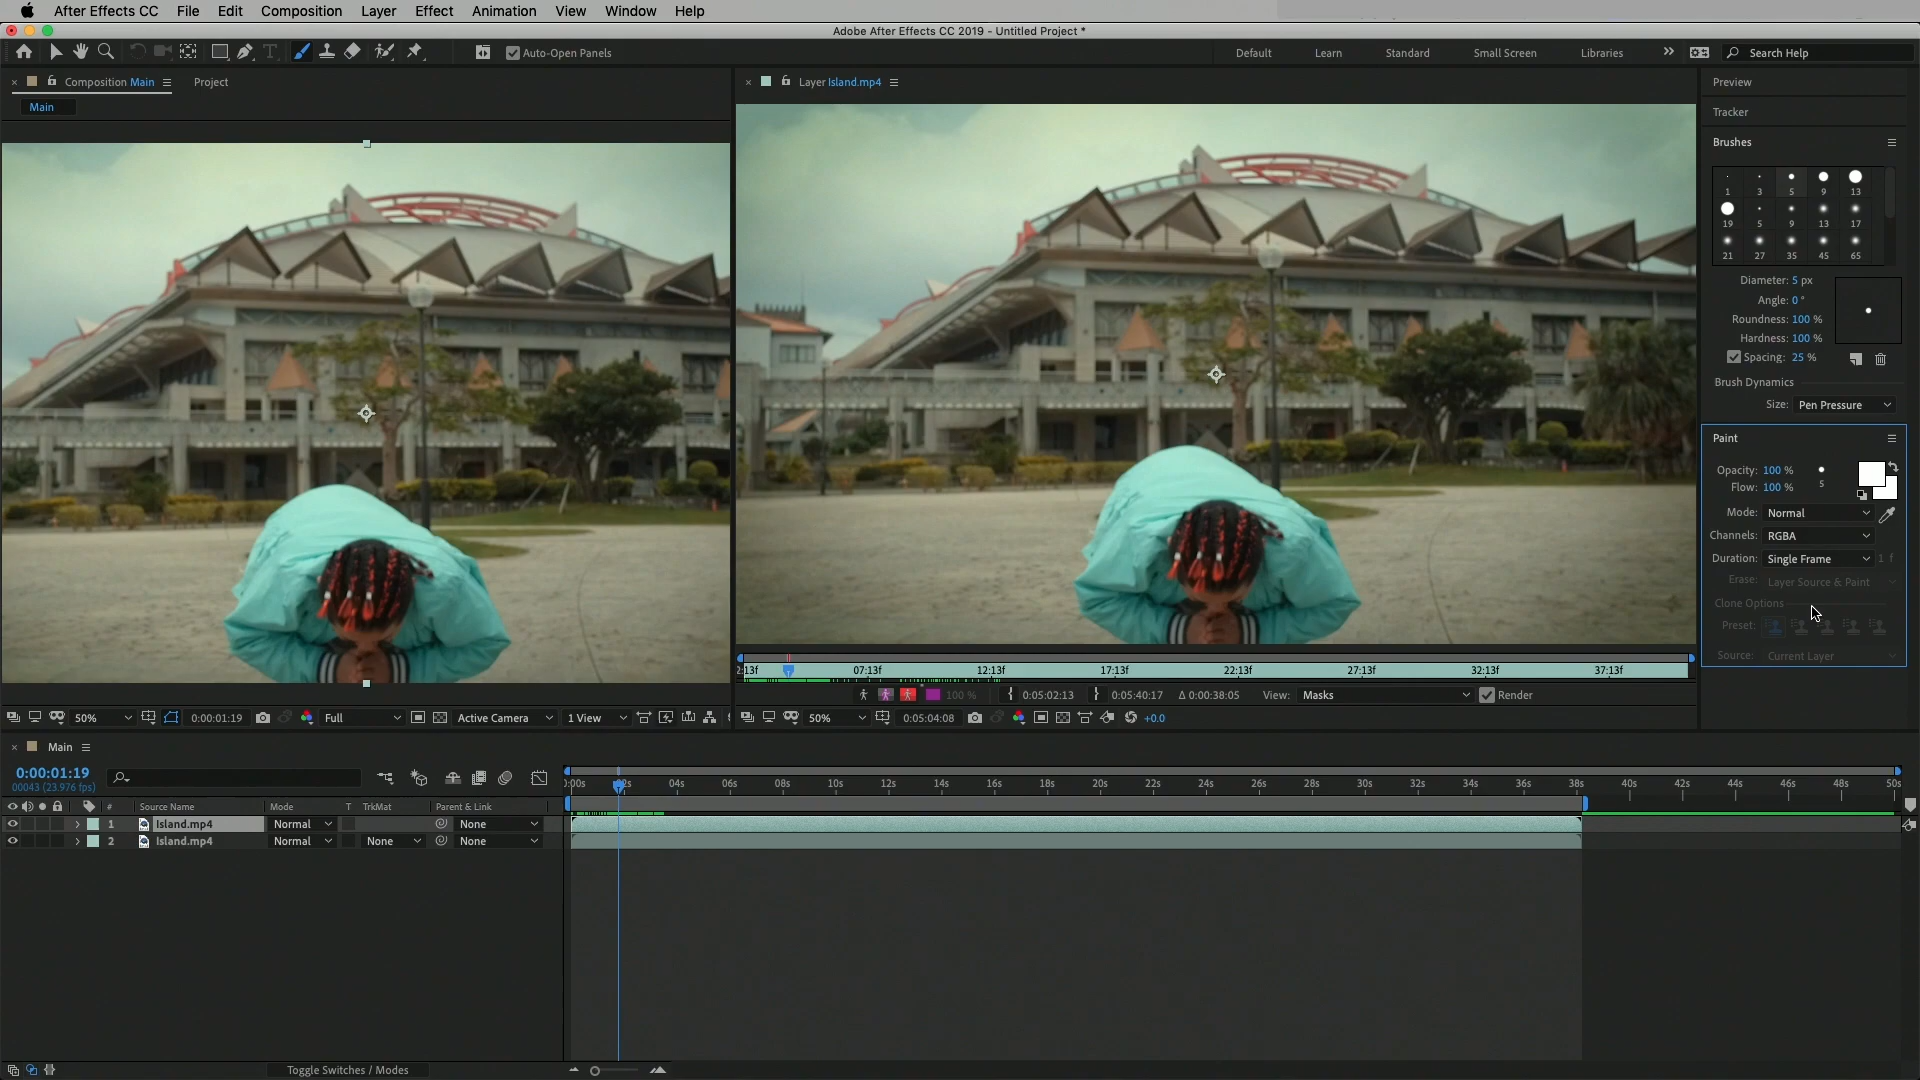 After Effects CC File Edit Composition Layer Effect Animation View Window Help
Adobe After Effects CC 2019 - Untitled Project *
Auto-Open Panels Default Learn Standard Small Screen Libraries » Search Help
× Composition Main Project
× Layer Island.mp4
Main
Preview
Tracker
Brushes
1 3 5 9 13
19 5 9 13 17
21 27 35 45 65
Diameter: 5 px
Angle: 0 °
Roundness: 100 %
Hardness: 100 %
Spacing: 25 %
Brush Dynamics
Size: Pen Pressure
Paint
Opacity: 100 %
Flow: 100 % 5
Mode: Normal
Channels: RGBA
Duration: Single Frame 1 f
Erase: Layer Source & Paint
Clone Options
Preset:
Source: Current Layer
2:13f 07:13f 12:13f 17:13f 22:13f 27:13f 32:13f 37:13f
100 % 0:05:02:13 0:05:40:17 Δ 0:00:38:05 View: Masks Render
50% 0:00:01:19 Full Active Camera 1 View
50% 0:05:04:08 +0.0
× Main
0:00:01:19
00043 (23.976 fps)
):00s 02s 04s 06s 08s 10s 12s 14s 16s 18s 20s 22s 24s 26s 28s 30s 32s 34s 36s 38s 40s 42s 44s 46s 48s 50s
# Source Name Mode T TrkMat Parent & Link
1 Island.mp4 Normal None
2 Island.mp4 Normal None None
Toggle Switches / Modes